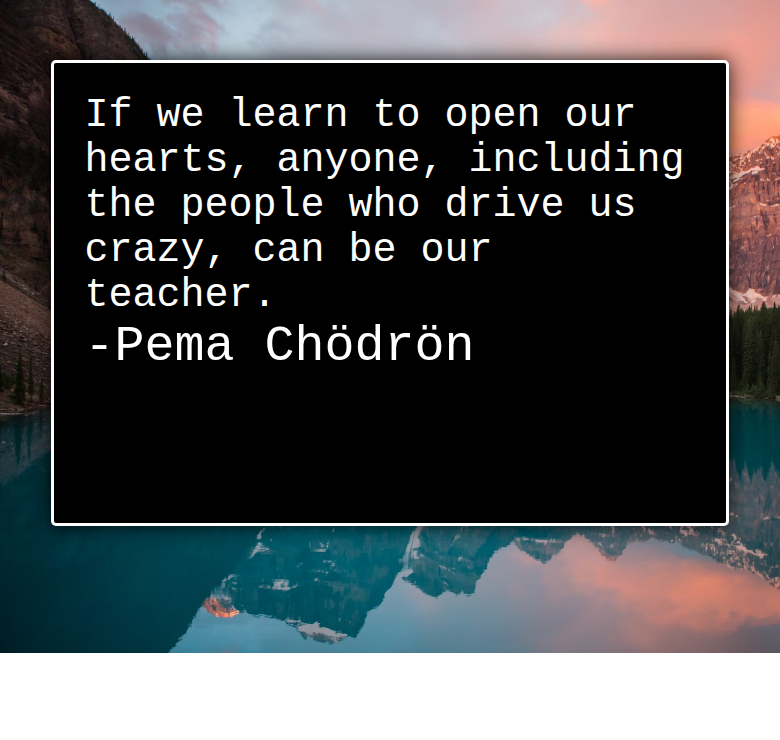 If we learn to open our
hearts, anyone, including
the people who drive us
crazy, can be our
teacher.
-Pema Chödrön